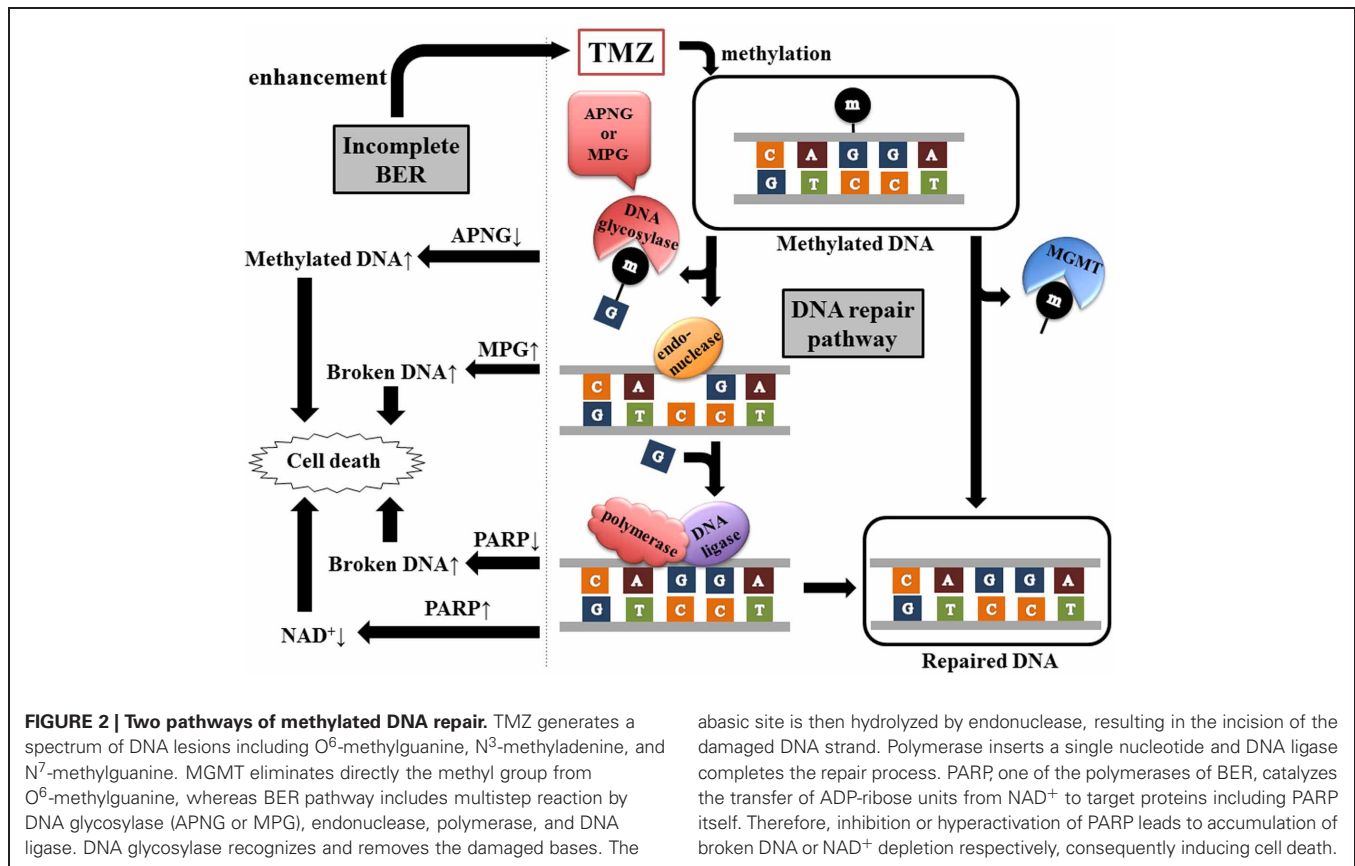 TMZ
methylation
enhancement
Incomplete
BER
APNG
or
MPG
m
C A G G A
G T C C T
Methylated DNA
DNA
glycosylase
m
G
MGMT
m
APNG↓
Methylated DNA↑
DNA repair
pathway
endo-
nuclease
MPG↑
Broken DNA↑
C A G A
G T C C T
Cell death
G
polymerase
DNA
ligase
PARP↓
Broken DNA↑
C A G G A
G T C C T
PARP↑
NAD⁺↓
C A G G A
G T C C T
Repaired DNA
FIGURE 2 | Two pathways of methylated DNA repair. TMZ generates a
spectrum of DNA lesions including O⁶-methylguanine, N³-methyladenine, and
N⁷-methylguanine. MGMT eliminates directly the methyl group from
O⁶-methylguanine, whereas BER pathway includes multistep reaction by
DNA glycosylase (APNG or MPG), endonuclease, polymerase, and DNA
ligase. DNA glycosylase recognizes and removes the damaged bases. The
abasic site is then hydrolyzed by endonuclease, resulting in the incision of the
damaged DNA strand. Polymerase inserts a single nucleotide and DNA ligase
completes the repair process. PARP, one of the polymerases of BER, catalyzes
the transfer of ADP-ribose units from NAD⁺ to target proteins including PARP
itself. Therefore, inhibition or hyperactivation of PARP leads to accumulation of
broken DNA or NAD⁺ depletion respectively, consequently inducing cell death.